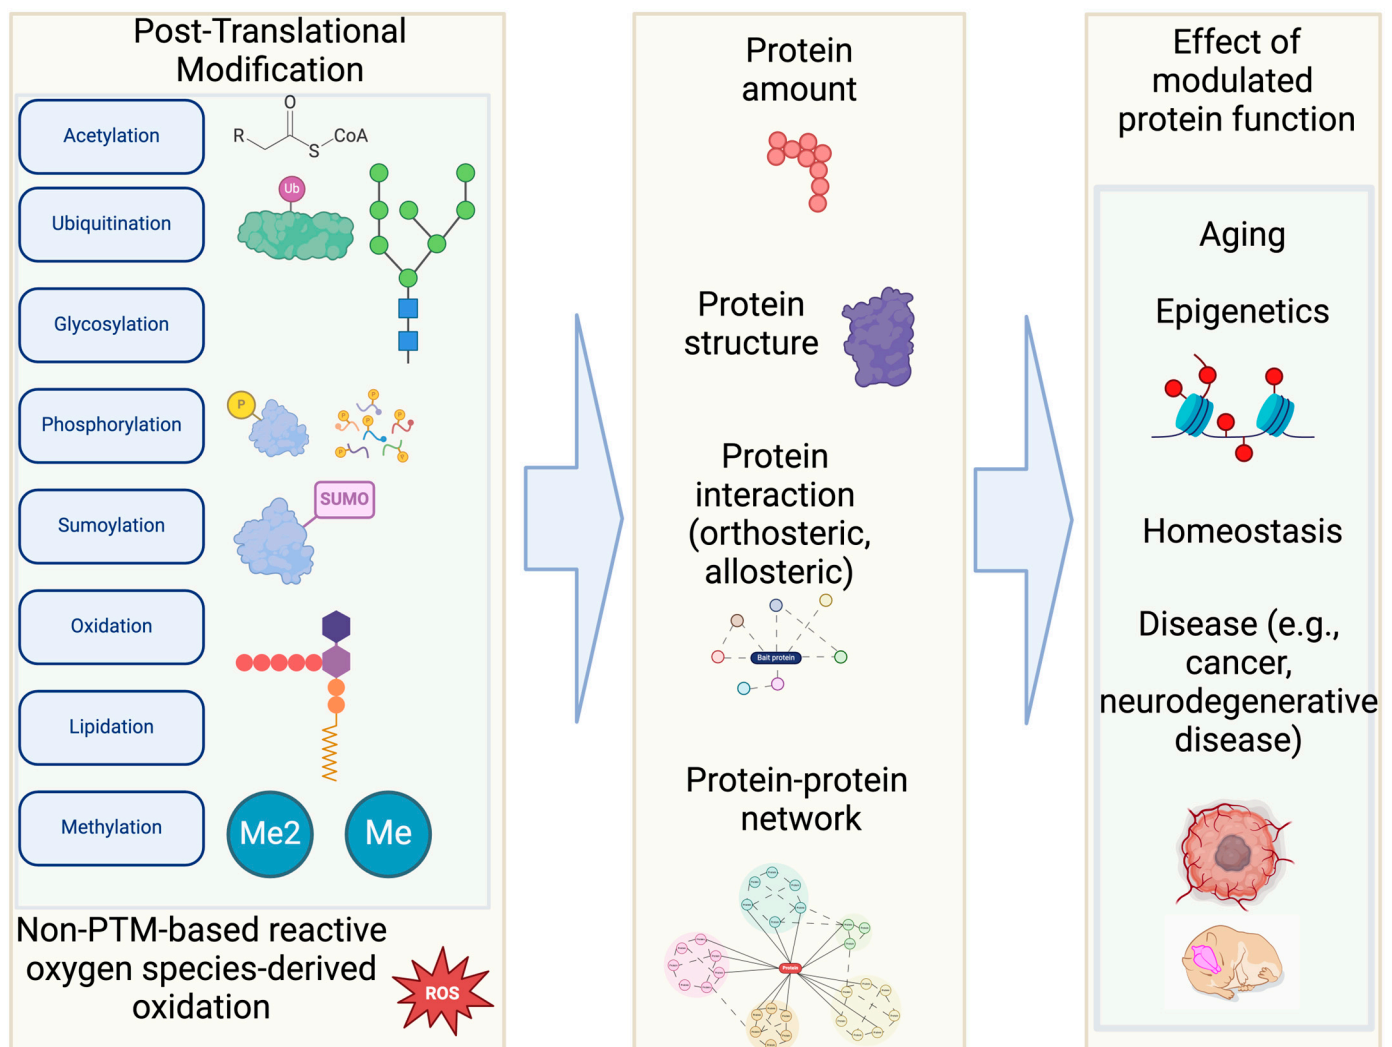 Post-Translational
Modification
Acetylation
O
R
S
CoA
Ubiquitination
Ub
Glycosylation
Phosphorylation
P
P
P
P
P
P
P
Sumoylation
SUMO
Oxidation
Lipidation
Methylation
Me2
Me
Non-PTM-based reactive
oxygen species-derived
oxidation
ROS
Protein
amount
Protein
structure
Protein
interaction
(orthosteric,
allosteric)
Bait protein
Protein-protein
network
Protein
Effect of
modulated
protein function
Aging
Epigenetics
Homeostasis
Disease (e.g.,
cancer,
neurodegenerative
disease)